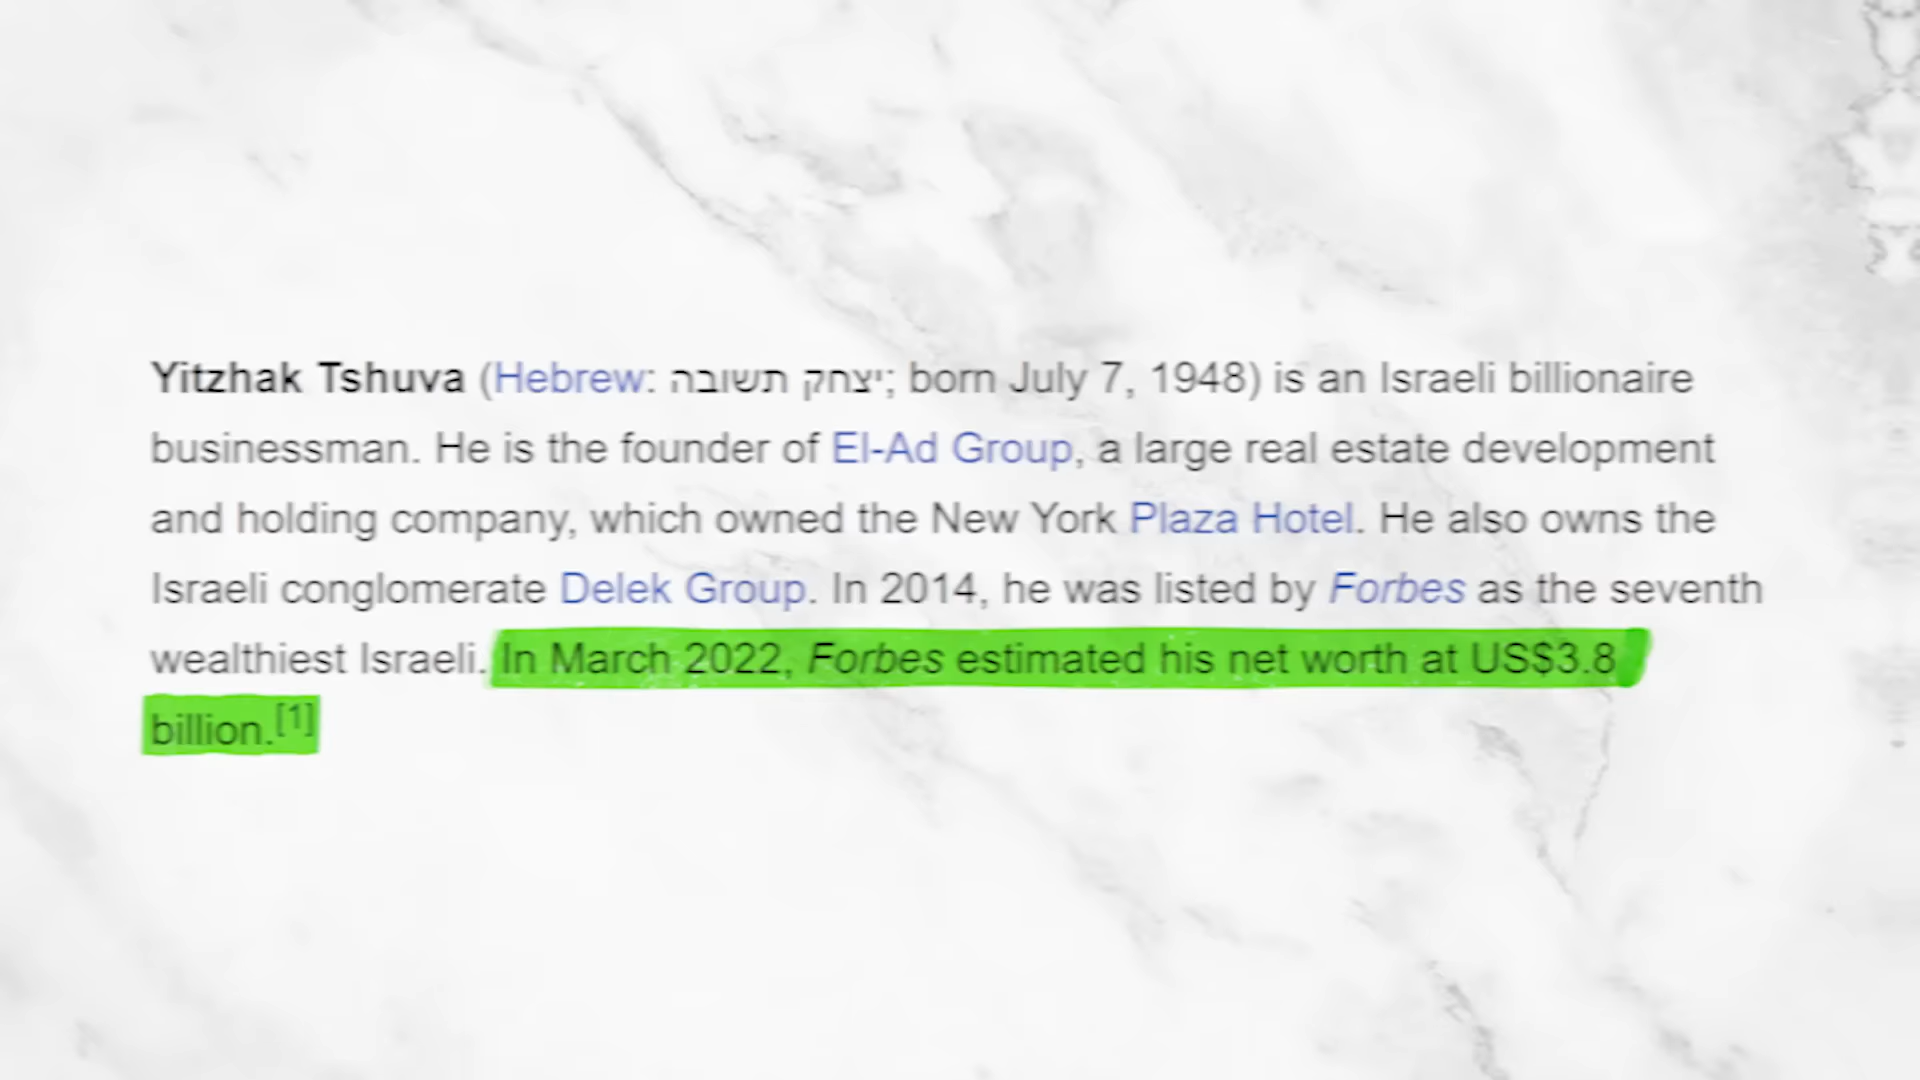 Yitzhak Tshuva (Hebrew: יצחק תשובה; born July 7, 1948) is an Israeli billionaire
businessman. He is the founder of El-Ad Group, a large real estate development
and holding company, which owned the New York Plaza Hotel. He also owns the
Israeli conglomerate Delek Group. In 2014, he was listed by Forbes as the seventh
wealthiest Israeli. In March 2022, Forbes estimated his net worth at US$3.8
billion.[1]